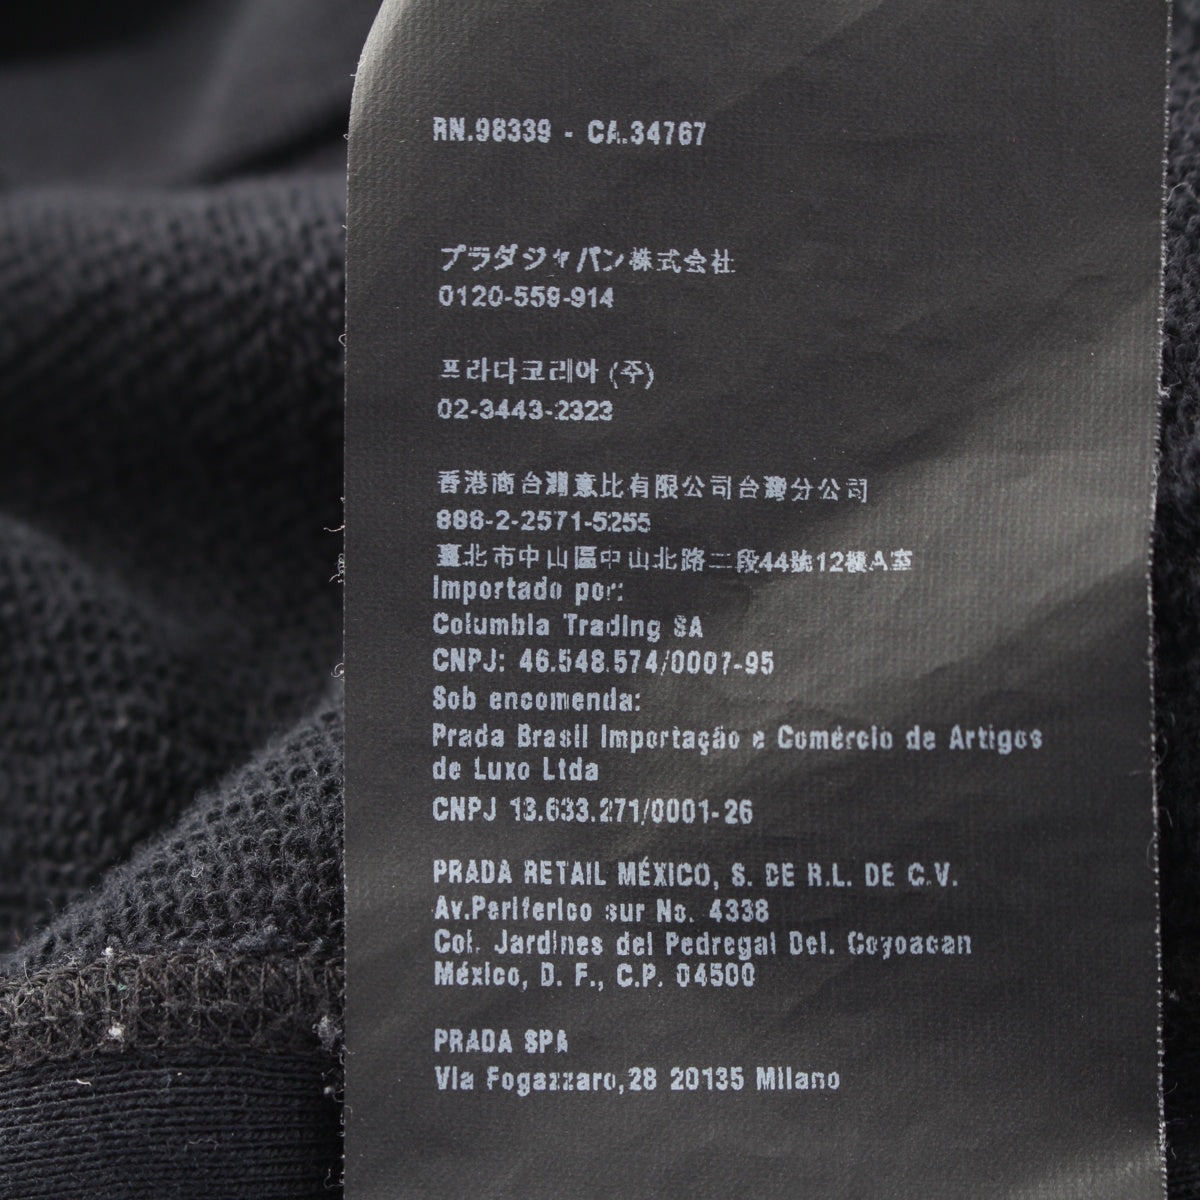 RN.98339 - CA.34767
プラダジャパン株式会社
0120-559-914
프라다코리아 (주)
02-3443-2323
香港商台灣意比有限公司台灣分公司
886-2-2571-5255
臺北市中山區中山北路二段44號12樓A室
Importado por:
Columbia Trading SA
CNPJ: 46.548.574/0007-95
Sob encomenda:
Prada Brasil Importação e Comércio de Artigos
de Luxo Ltda
CNPJ 13.633.271/0001-26
PRADA RETAIL MÉXICO, S. DE R.L. DE C.V.
Av.Periferico sur No. 4338
Col. Jardines del Pedregal Del. Coyoacan
México, D. F., C.P. 04500
PRADA SPA
Via Fogazzaro,28 20135 Milano